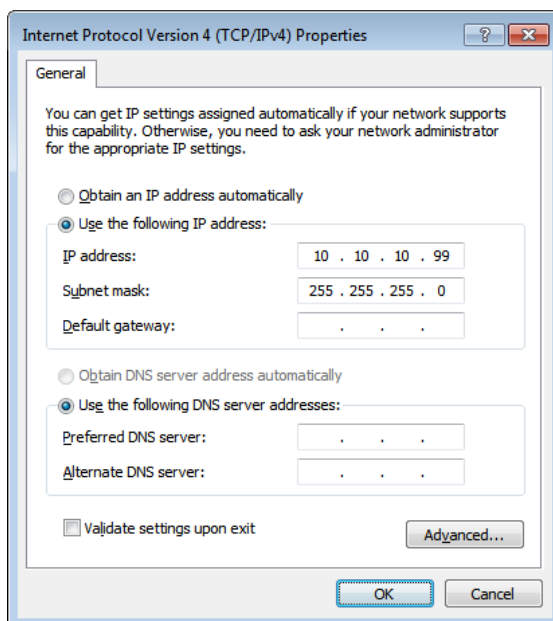 Internet Protocol Version 4 (TCP/IPv4) Properties
General
You can get IP settings assigned automatically if your network supports
this capability. Otherwise, you need to ask your network administrator
for the appropriate IP settings.
Obtain an IP address automatically
Use the following IP address:
IP address: 10 . 10 . 10 . 99
Subnet mask: 255 . 255 . 255 . 0
Default gateway: . . .
Obtain DNS server address automatically
Use the following DNS server addresses:
Preferred DNS server: . . .
Alternate DNS server: . . .
Validate settings upon exit
Advanced...
OK Cancel